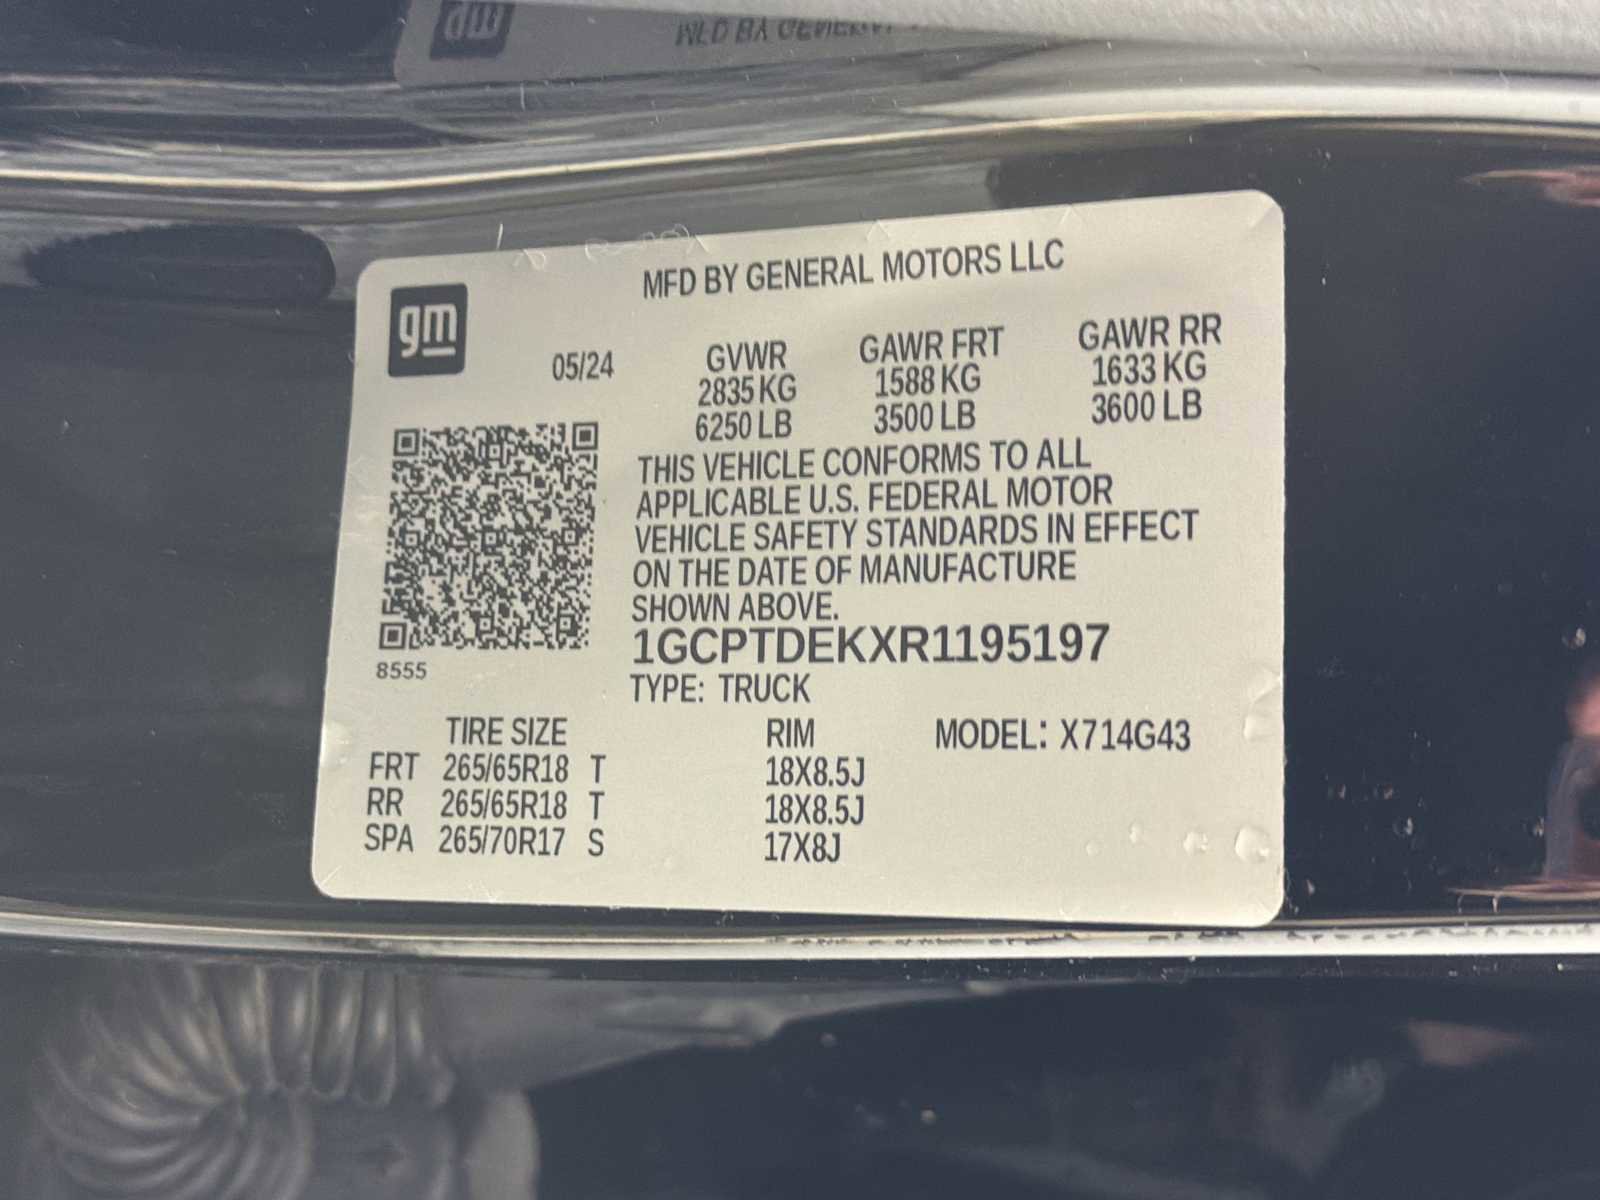 gm
MFD BY GENERAL MOTORS LLC
05/24
GVWR GAWR FRT GAWR RR
2835 KG 1588 KG 1633 KG
6250 LB 3500 LB 3600 LB
THIS VEHICLE CONFORMS TO ALL
APPLICABLE U.S. FEDERAL MOTOR
VEHICLE SAFETY STANDARDS IN EFFECT
ON THE DATE OF MANUFACTURE
SHOWN ABOVE.
1GCPTDEKXR1195197
8555
TYPE: TRUCK
TIRE SIZE RIM MODEL: X714G43
FRT 265/65R18 T 18X8.5J
RR 265/65R18 T 18X8.5J
SPA 265/70R17 S 17X8J